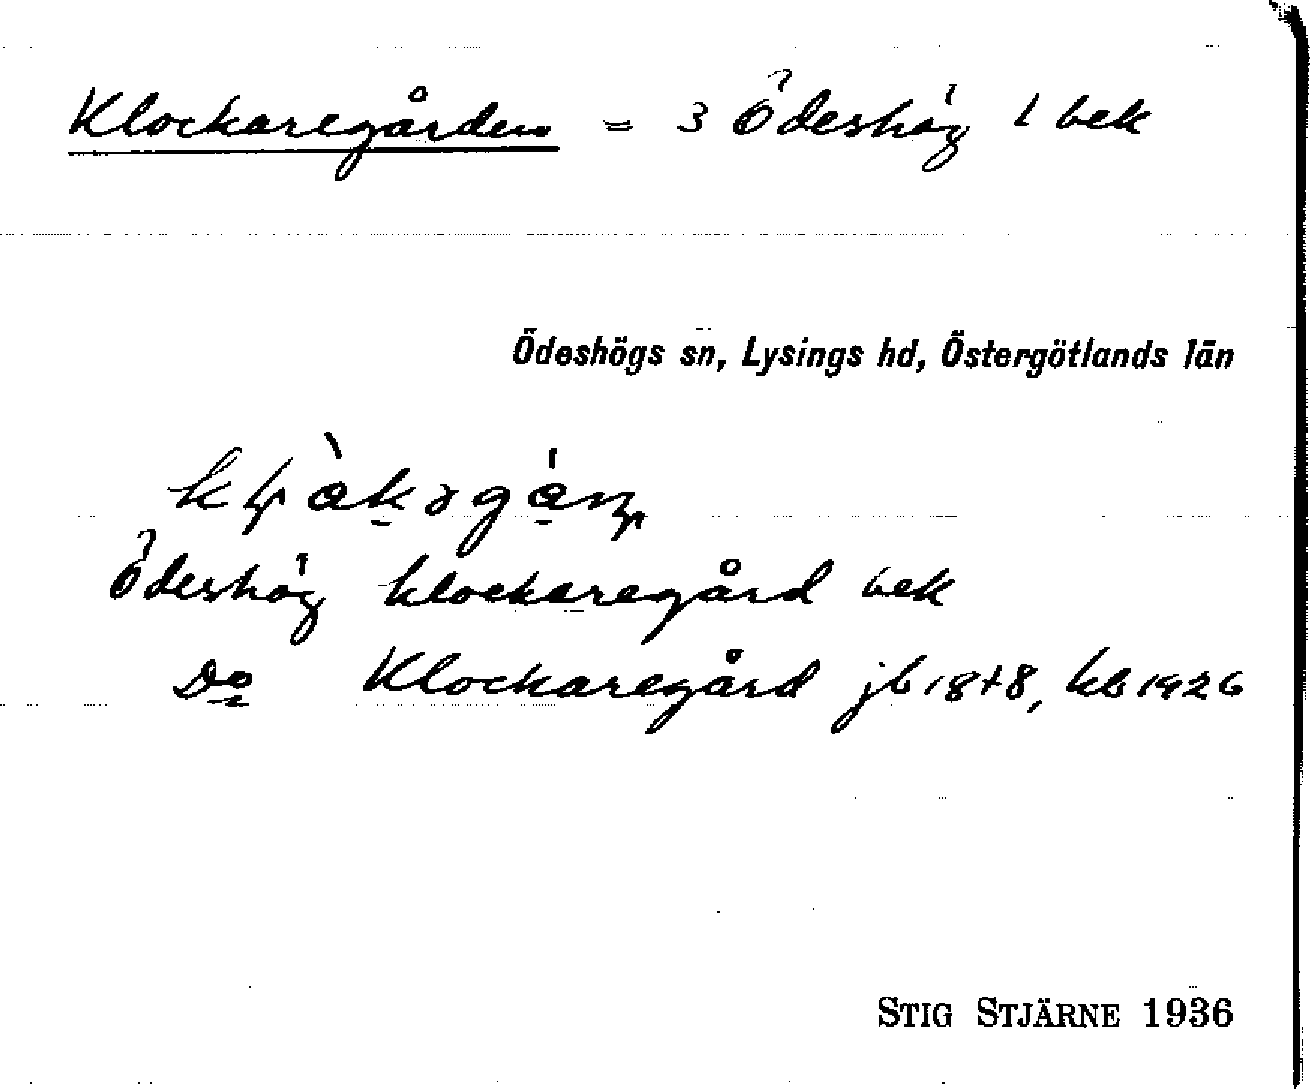 Klockaregården = 3 Ödeshög 1 bek
Ödeshögs sn, Lysings hd, Östergötlands län
Ödeshög klockaregård bek
Do Klockaregård jb 1878, kb 1926
STIG STJÄRNE 1936